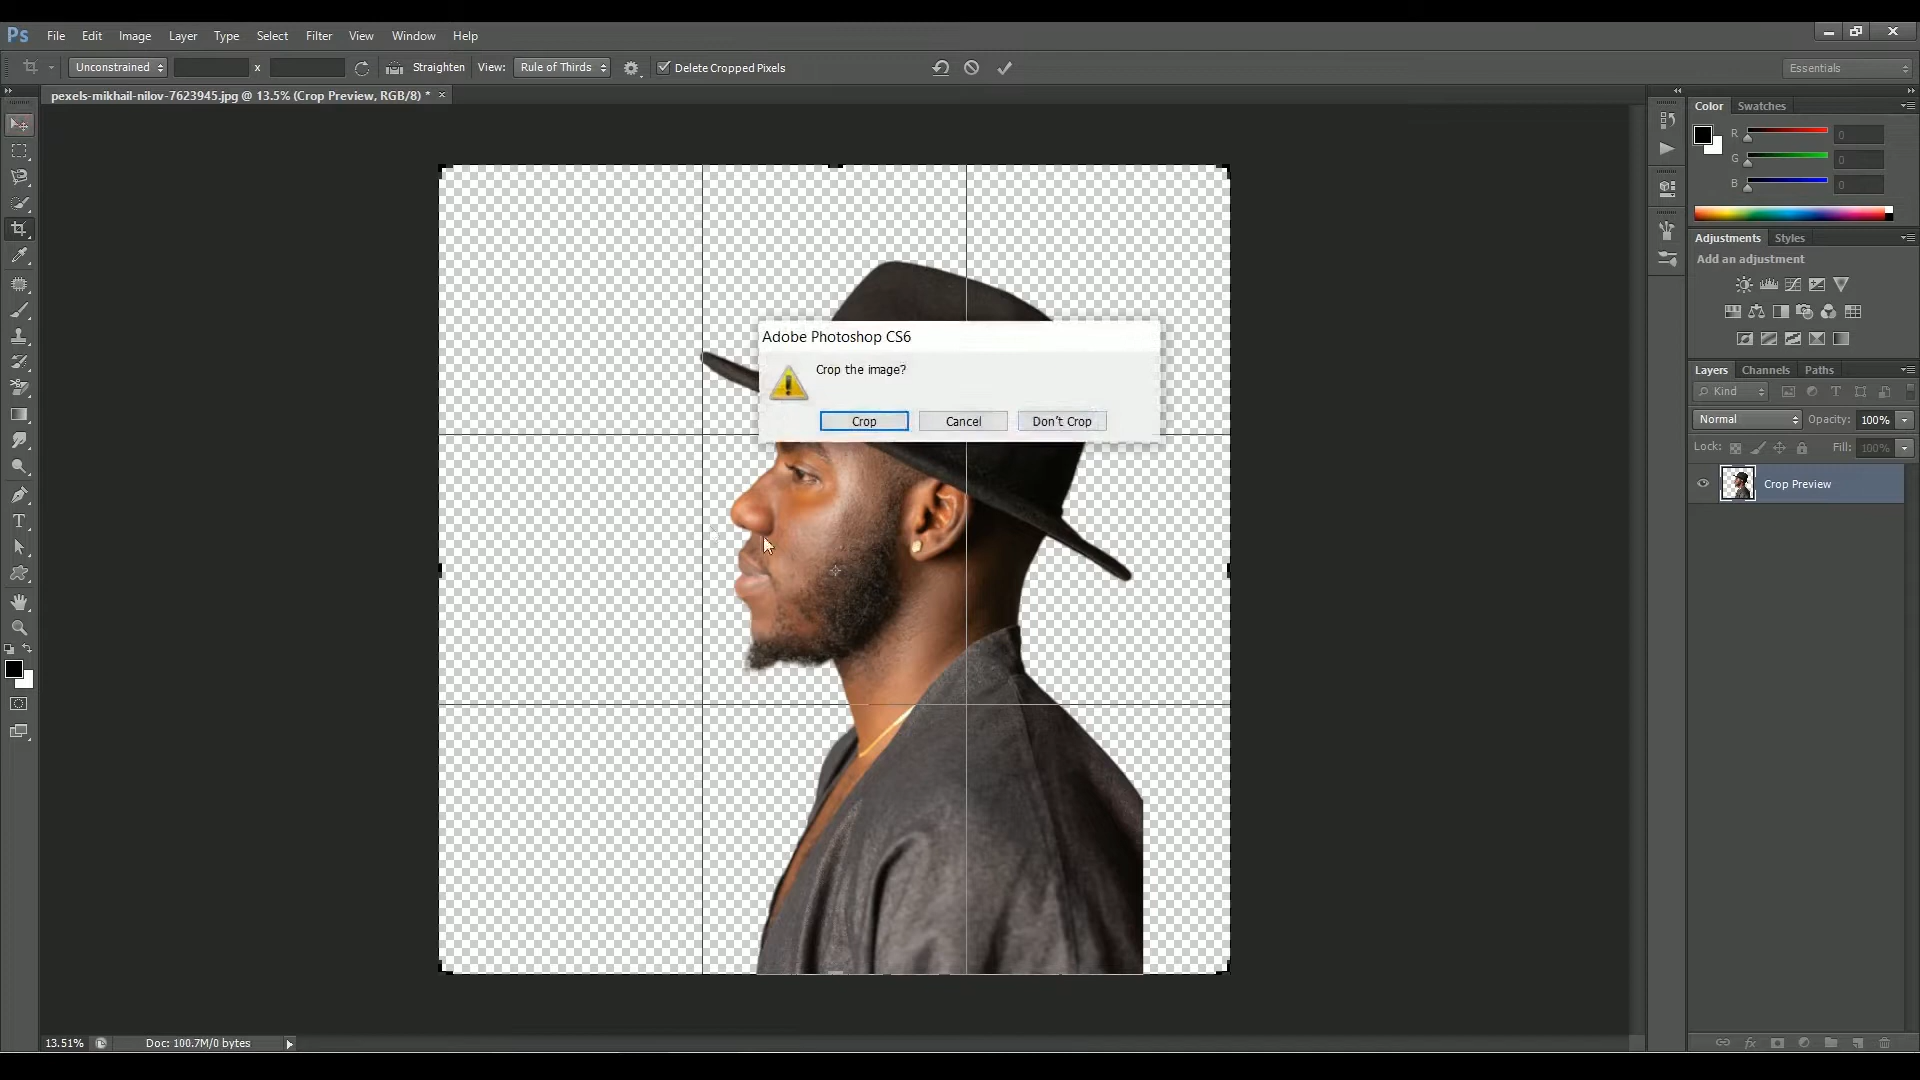 Ps File Edit Image Layer Type Select Filter View Window Help
Unconstrained x Straighten View: Rule of Thirds Delete Cropped Pixels Essentials
pexels-mikhail-nilov-7623945.jpg @ 13.5% (Crop Preview, RGB/8) * ×
Color Swatches
R 0
G 0
B 0
Adjustments Styles
Add an adjustment
Adobe Photoshop CS6
Crop the image?
Crop Cancel Don't Crop
Layers Channels Paths
Kind
Normal Opacity: 100%
Lock: Fill: 100%
Crop Preview
13.51% Doc: 100.7M/0 bytes